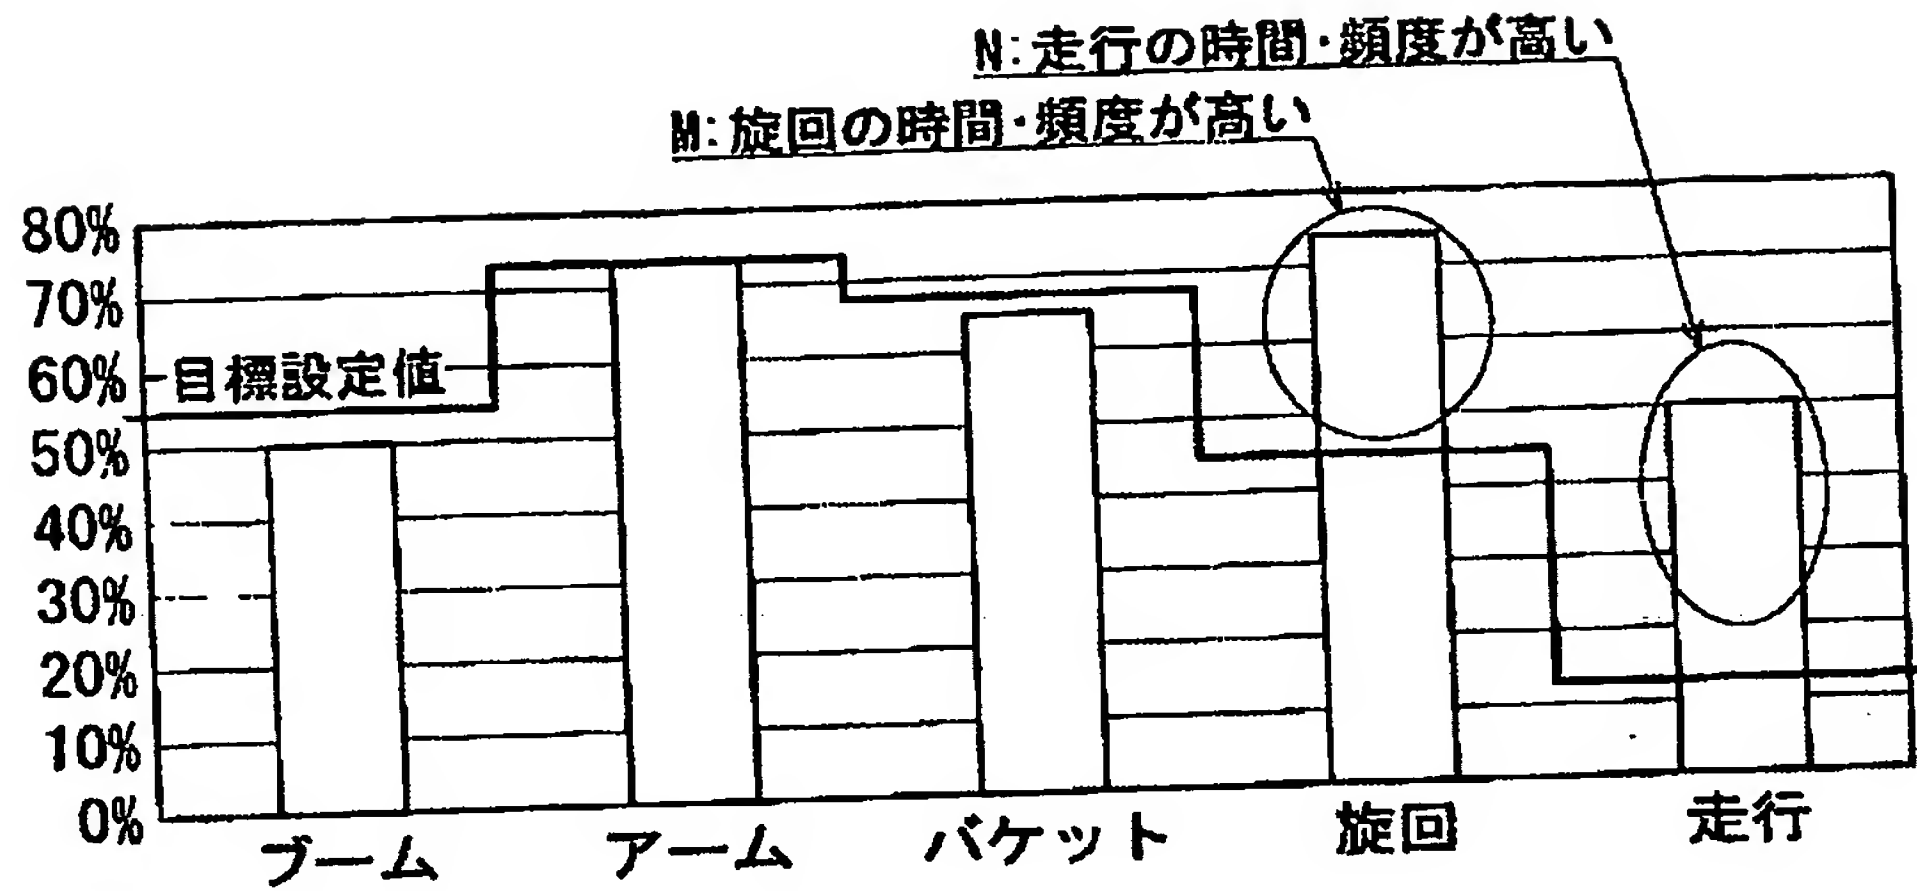 N:走行の時間・頻度が高い
M:旋回の時間・頻度が高い
80%
70%
目標設定値
60%
50%
40%
30%
20%
10%
0%
ブーム アーム バケット 旋回 走行